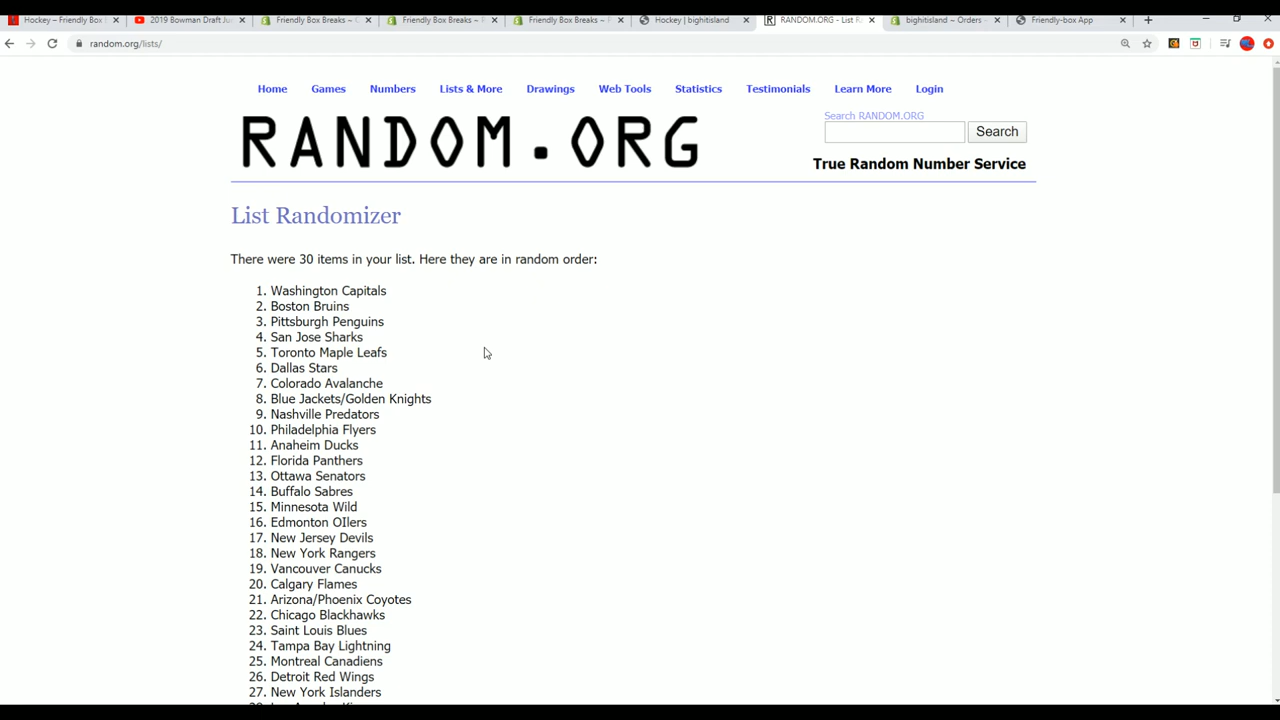 Hockey – Friendly Box
2019 Bowman Draft Ju
Friendly Box Breaks ~
Friendly Box Breaks ~
Friendly Box Breaks ~
Hockey | bighitisland
RANDOM.ORG - List R
bighitisland ~ Orders
Friendly-box App
random.org/lists/
Home Games Numbers Lists & More Drawings Web Tools Statistics Testimonials Learn More Login
Search RANDOM.ORG
RANDOM.ORG
Search
True Random Number Service
List Randomizer
There were 30 items in your list. Here they are in random order:
1. Washington Capitals
2. Boston Bruins
3. Pittsburgh Penguins
4. San Jose Sharks
5. Toronto Maple Leafs
6. Dallas Stars
7. Colorado Avalanche
8. Blue Jackets/Golden Knights
9. Nashville Predators
10. Philadelphia Flyers
11. Anaheim Ducks
12. Florida Panthers
13. Ottawa Senators
14. Buffalo Sabres
15. Minnesota Wild
16. Edmonton OIlers
17. New Jersey Devils
18. New York Rangers
19. Vancouver Canucks
20. Calgary Flames
21. Arizona/Phoenix Coyotes
22. Chicago Blackhawks
23. Saint Louis Blues
24. Tampa Bay Lightning
25. Montreal Canadiens
26. Detroit Red Wings
27. New York Islanders